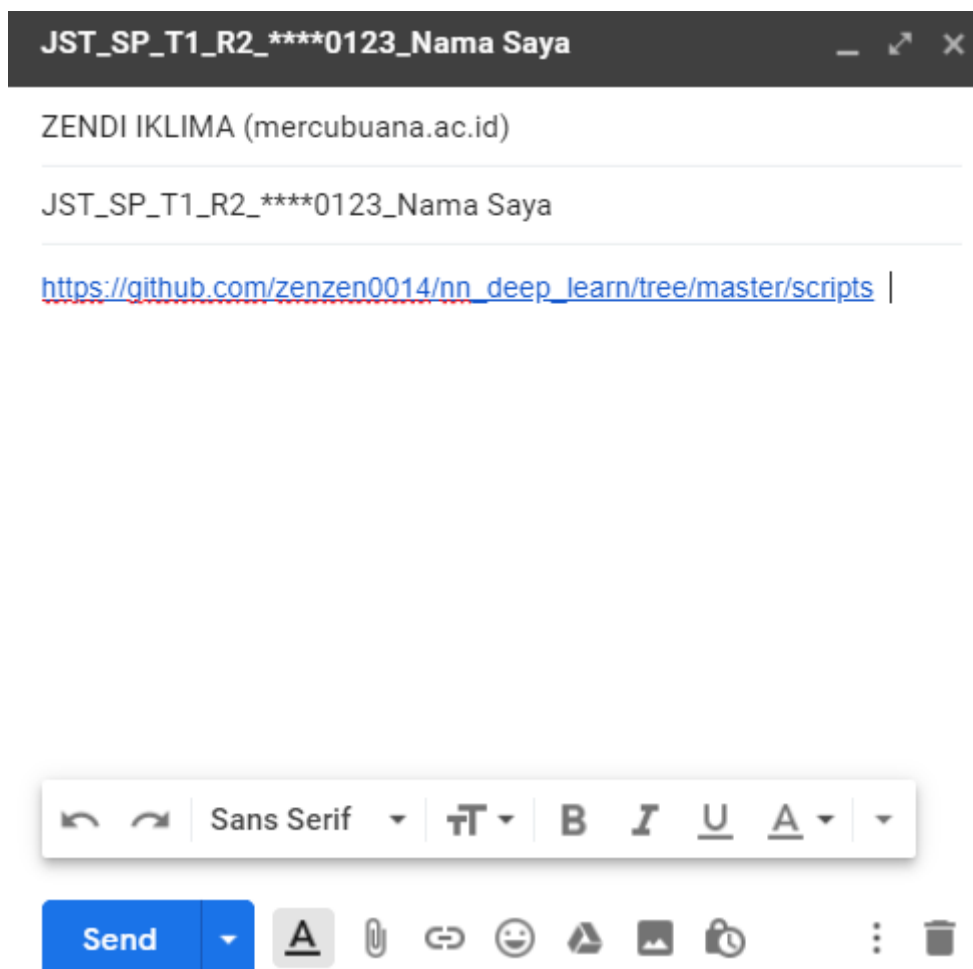 JST_SP_T1_R2_****0123_Nama Saya
ZENDI IKLIMA (mercubuana.ac.id)
JST_SP_T1_R2_****0123_Nama Saya
https://github.com/zenzen0014/nn_deep_learn/tree/master/scripts
Sans Serif
Send